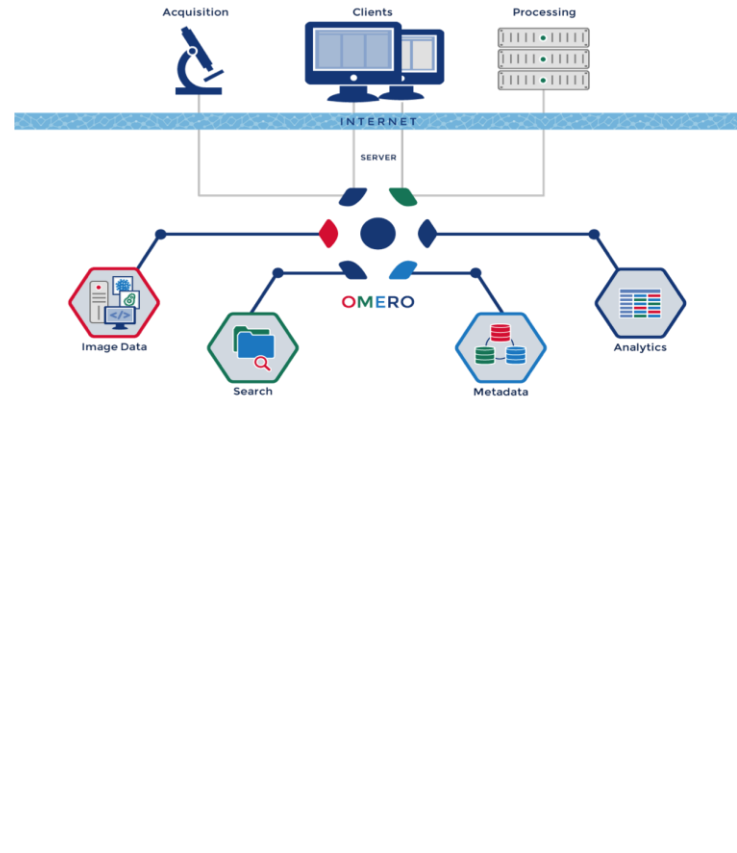 Acquisition
Clients
Processing
INTERNET
SERVER
OMERO
Image Data
</>
Analytics
Search
Metadata